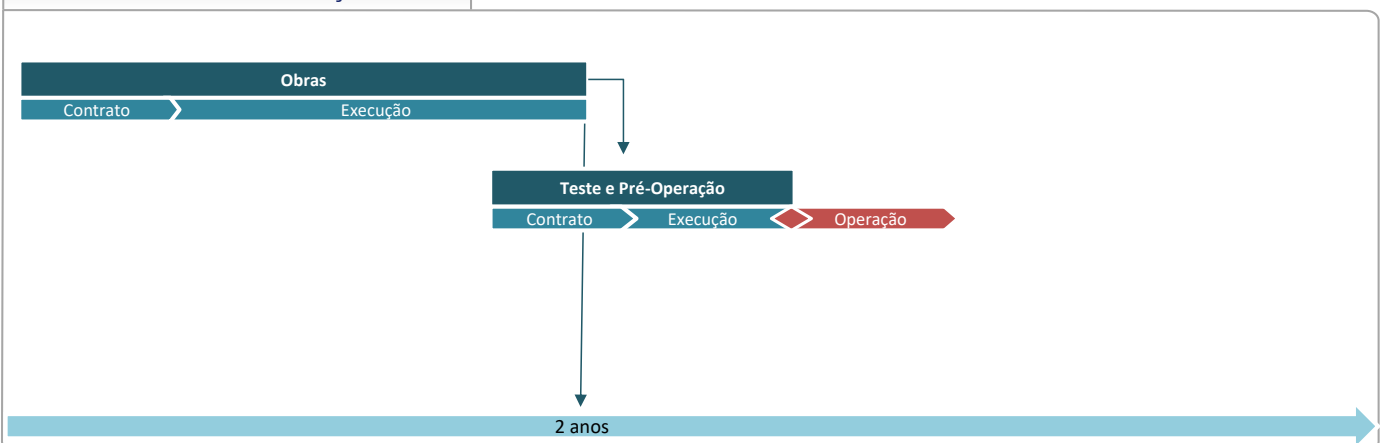 Obras
Contrato
Execução
Teste e Pré-Operação
Contrato
Execução
Operação
2 anos